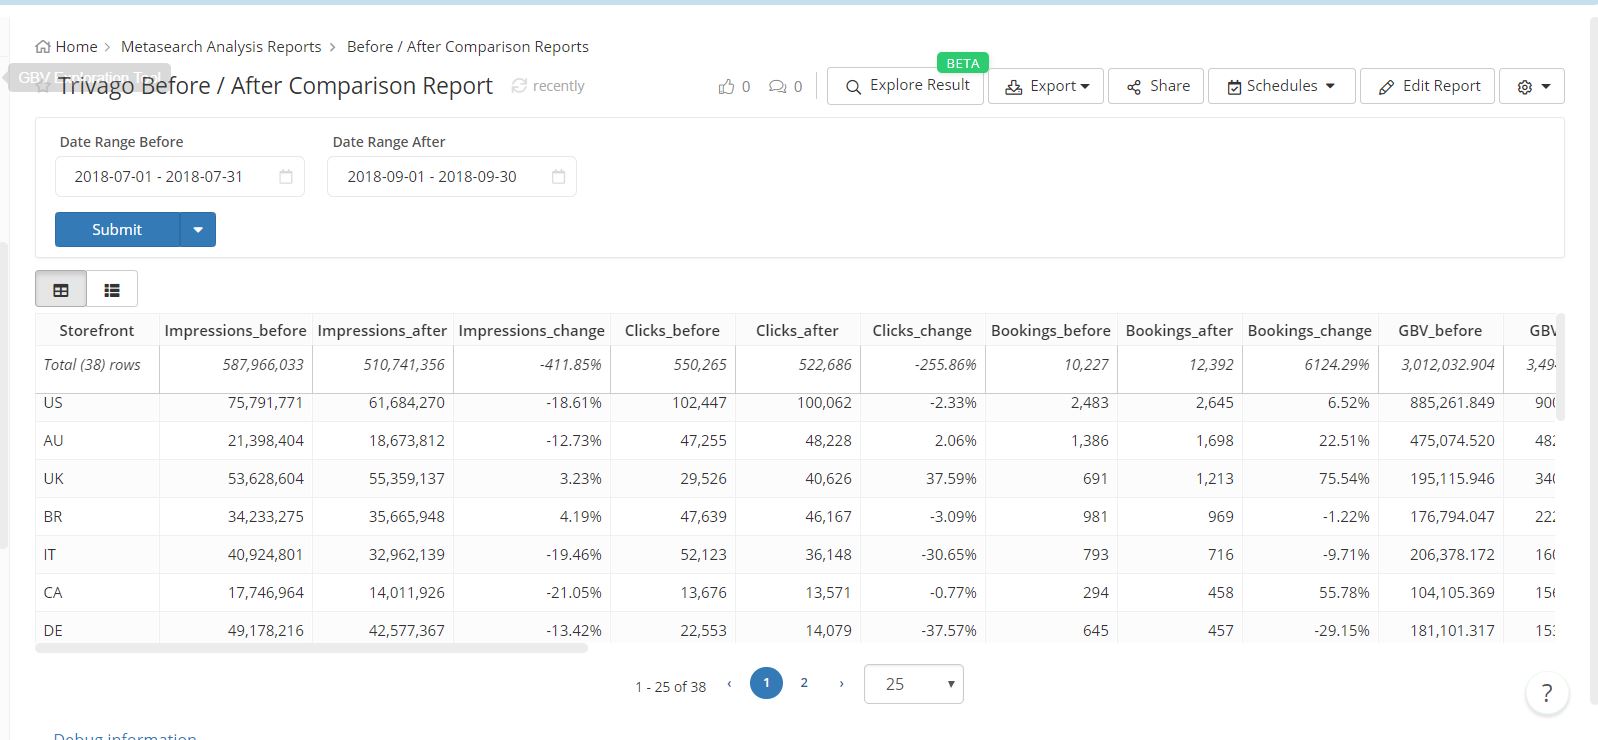 Home > Metasearch Analysis Reports > Before / After Comparison Reports
GBV Exploration Tool
Trivago Before / After Comparison Report recently
0 0 Explore Result BETA Export Share Schedules Edit Report
Date Range Before Date Range After
2018-07-01 - 2018-07-31 2018-09-01 - 2018-09-30
Submit
Storefront Impressions_before Impressions_after Impressions_change Clicks_before Clicks_after Clicks_change Bookings_before Bookings_after Bookings_change GBV_before GBV
Total (38) rows 587,966,033 510,741,356 -411.85% 550,265 522,686 -255.86% 10,227 12,392 6124.29% 3,012,032.904 3,49
US 75,791,771 61,684,270 -18.61% 102,447 100,062 -2.33% 2,483 2,645 6.52% 885,261.849 900
AU 21,398,404 18,673,812 -12.73% 47,255 48,228 2.06% 1,386 1,698 22.51% 475,074.520 482
UK 53,628,604 55,359,137 3.23% 29,526 40,626 37.59% 691 1,213 75.54% 195,115.946 340
BR 34,233,275 35,665,948 4.19% 47,639 46,167 -3.09% 981 969 -1.22% 176,794.047 222
IT 40,924,801 32,962,139 -19.46% 52,123 36,148 -30.65% 793 716 -9.71% 206,378.172 160
CA 17,746,964 14,011,926 -21.05% 13,676 13,571 -0.77% 294 458 55.78% 104,105.369 156
DE 49,178,216 42,577,367 -13.42% 22,553 14,079 -37.57% 645 457 -29.15% 181,101.317 153
1 - 25 of 38 ‹ 1 2 › 25
?
Debug information